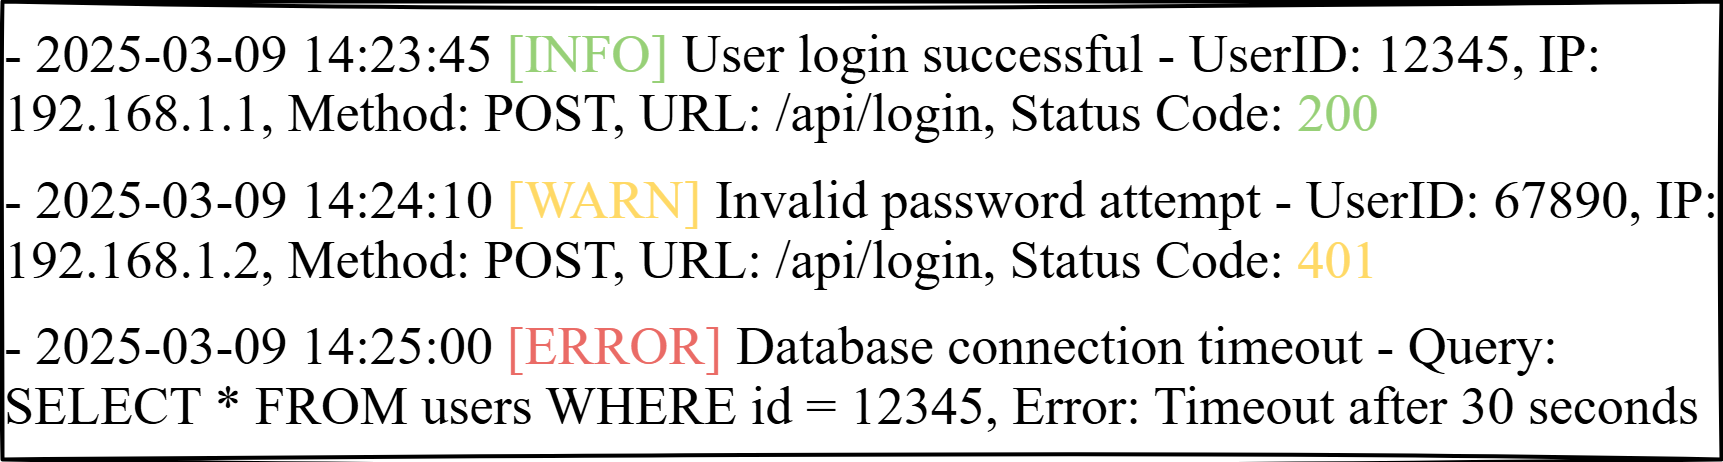 - 2025-03-09 14:23:45 [INFO] User login successful - UserID: 12345, IP:
192.168.1.1, Method: POST, URL: /api/login, Status Code: 200
- 2025-03-09 14:24:10 [WARN] Invalid password attempt - UserID: 67890, IP:
192.168.1.2, Method: POST, URL: /api/login, Status Code: 401
- 2025-03-09 14:25:00 [ERROR] Database connection timeout - Query:
SELECT * FROM users WHERE id = 12345, Error: Timeout after 30 seconds